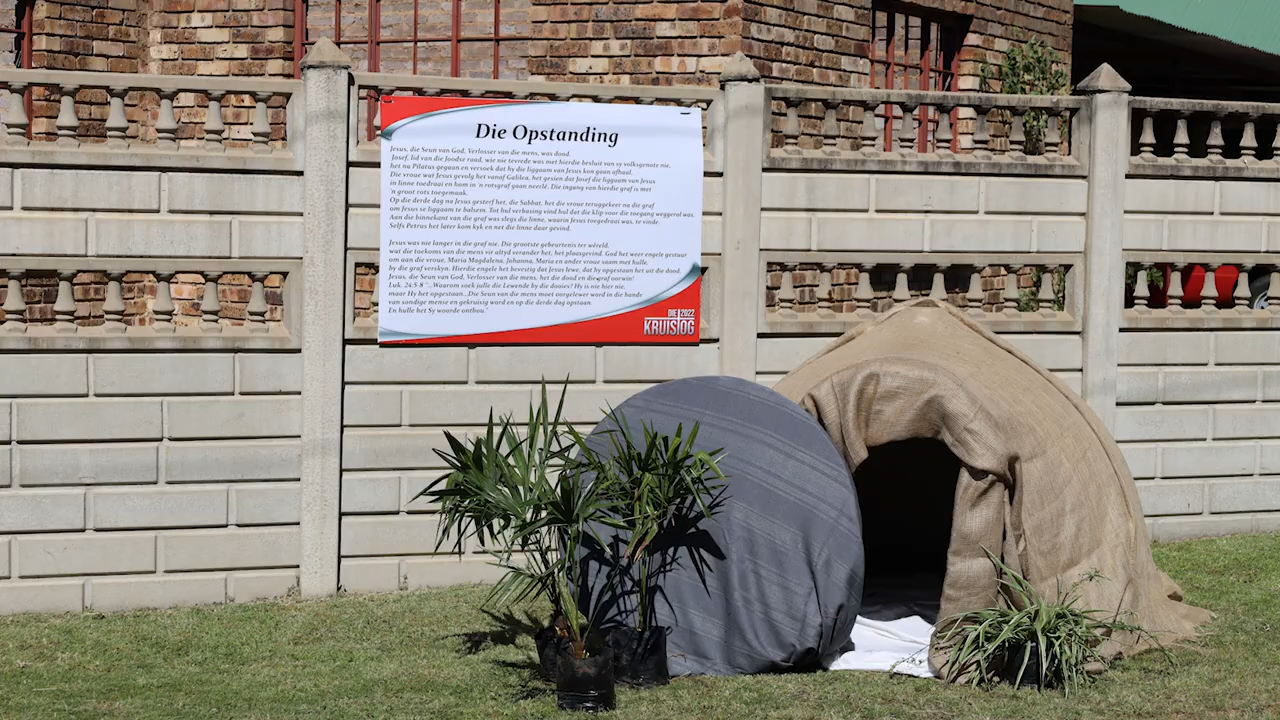 Die Opstanding
Jesus, die Seun van God, Verlosser van die mens, was dood.
Josef, lid van die Joodse raad, wie nie tevrede was met hierdie besluit van sy volksgenote nie,
het na Pilatus gegaan en versoek dat hy die liggaam van Jesus kon gaan afhaal.
Die vroue wat Jesus gevolg het vanaf Galilea, het gesien dat Josef die liggaam van Jesus
in linne toedraai en hom in 'n rotsgraf gaan neerlê. Die ingang van hierdie graf is met
'n groot rots toegemaak.
Op die derde dag na Jesus gesterf het, die Sabbat, het die vroue teruggekeer na die graf
om Jesus se liggaam te balsem. Tot hul verbasing vind hul dat die klip voor die toegang weggerol was.
Aan die binnekant van die graf was slegs die linne, waarin Jesus toegedraai was, te vinde.
Selfs Petrus het later kom kyk en net die linne daar gevind.
Jesus was nie langer in die graf nie. Die grootste gebeurtenis ter wêreld,
wat die toekoms van die mens vir altyd verander het, het plaasgevind. God het weer engele gestuur
om aan die vroue, Maria Magdalena, Johanna, Maria en ander vroue saam met hulle,
by die graf verskyn. Hierdie engele het bevestig dat Jesus lewe, dat hy opgestaan het uit die dood.
Jesus, die Seun van God, Verlosser van die mens, het die dood en die graf oorwin!
Luk. 24:5-8 "...Waarom soek julle die Lewende by die dooies? Hy is nie hier nie,
maar Hy het opgestaan...Die Seun van die mens moet oorgelewer word in die hande
van sondige mense en gekruisig word en op die derde dag opstaan.
En hulle het Sy woorde onthou."
DIE 2022
KRUISTOG